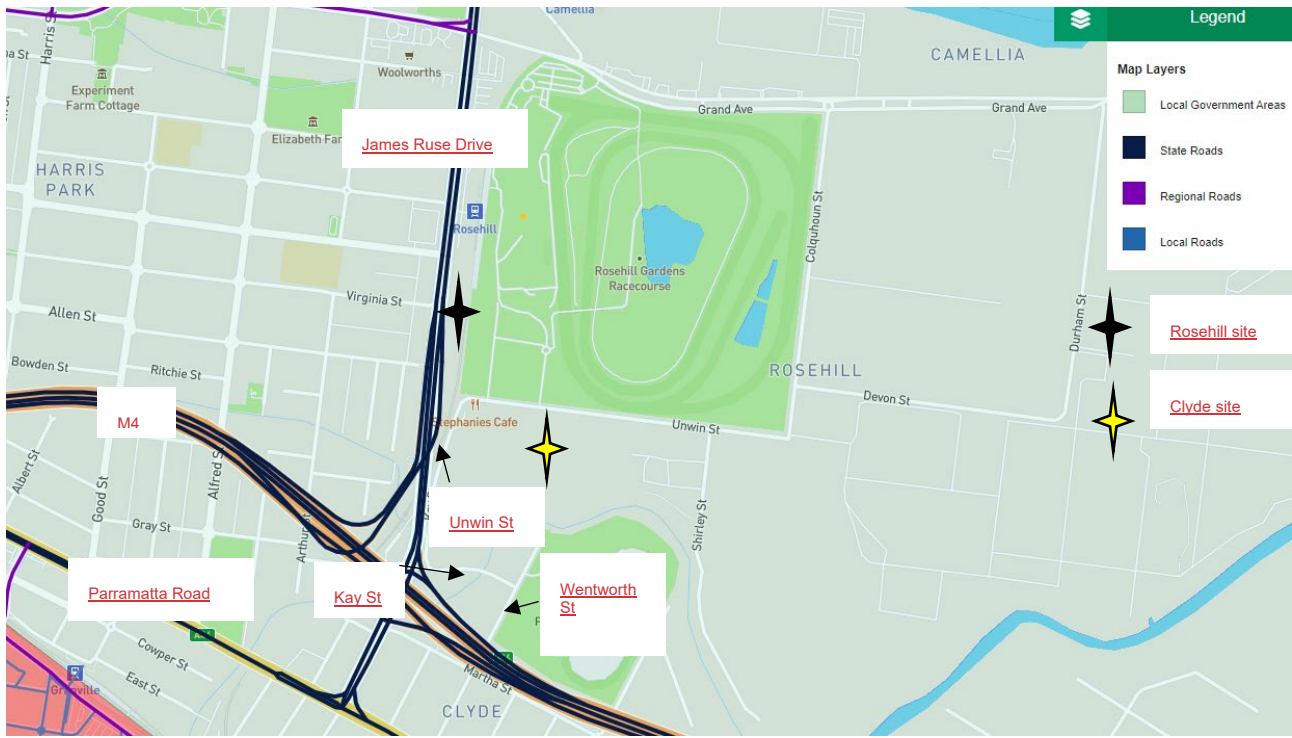 Camellia
Legend
Harris St
Woolworths
CAMELLIA
Map Layers
Experiment
Farm Cottage
Grand Ave
Grand Ave
Local Government Areas
Elizabeth Far
James Ruse Drive
State Roads
HARRIS
PARK
Regional Roads
Rosehill
Colquhoun St
Local Roads
Rosehill Gardens
Racecourse
Virginia St
Allen St
Durham St
Rosehill site
Bowden St
Ritchie St
ROSEHILL
Devon St
Clyde site
M4
Stephanies Cafe
Unwin St
Albert St
Good St
Alfred St
Gray St
Arthur St
Unwin St
Shirley St
Parramatta Road
Kay St
Wentworth
St
Cowper St
East St
Martha St
Granville
CLYDE